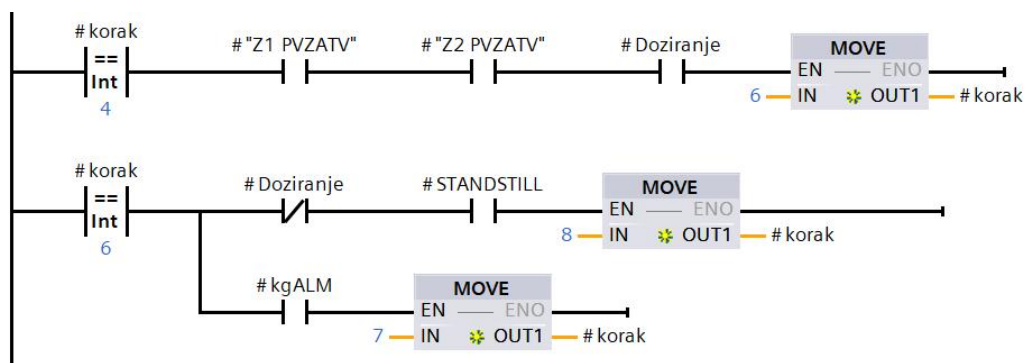 #korak
#"Z1 PVZATV" #"Z2 PVZATV" #Doziranje
== Int
4
MOVE
EN ENO
6 IN OUT1 #korak
#korak
#Doziranje #STANDSTILL
== Int
6
MOVE
EN ENO
8 IN OUT1 #korak
#kgALM
MOVE
EN ENO
7 IN OUT1 #korak